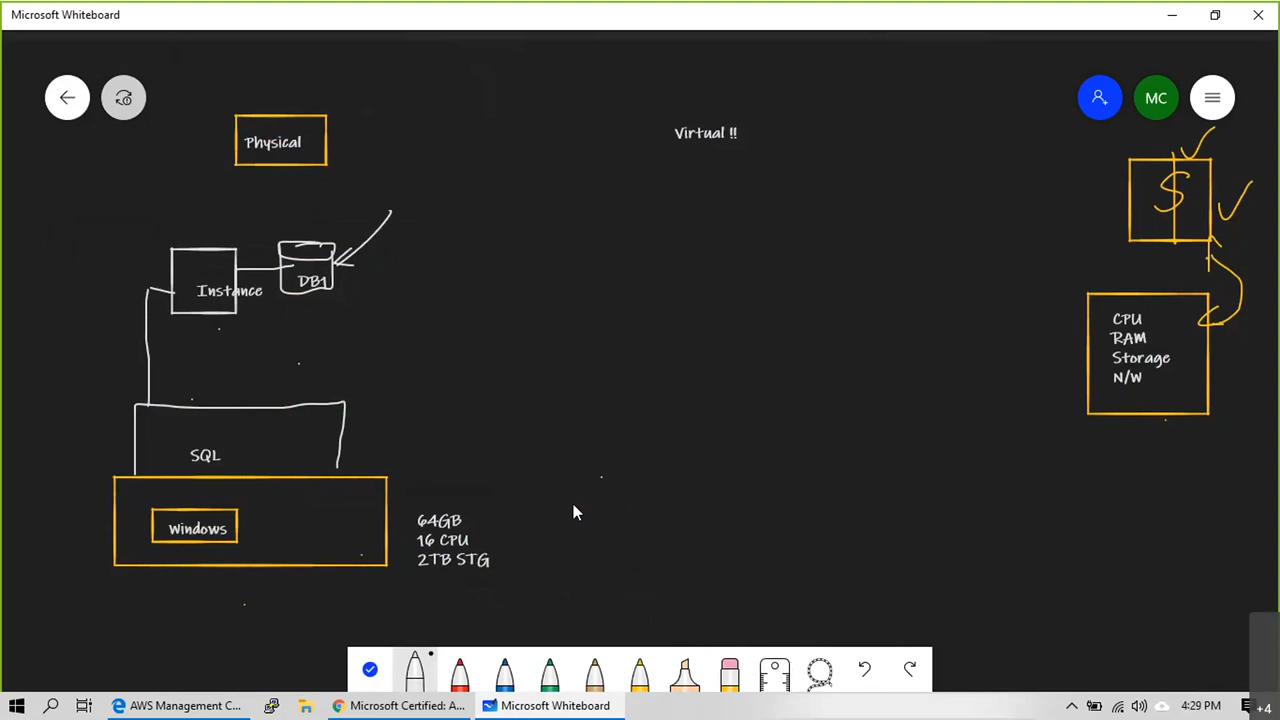 Microsoft Whiteboard
MC
Physical
Virtual !!
$
Instance
DB1
CPU
RAM
Storage
N/W
SQL
Windows
64GB
16 CPU
2TB STG
AWS Management C...
Microsoft Certified: A...
Microsoft Whiteboard
4:29 PM
+4